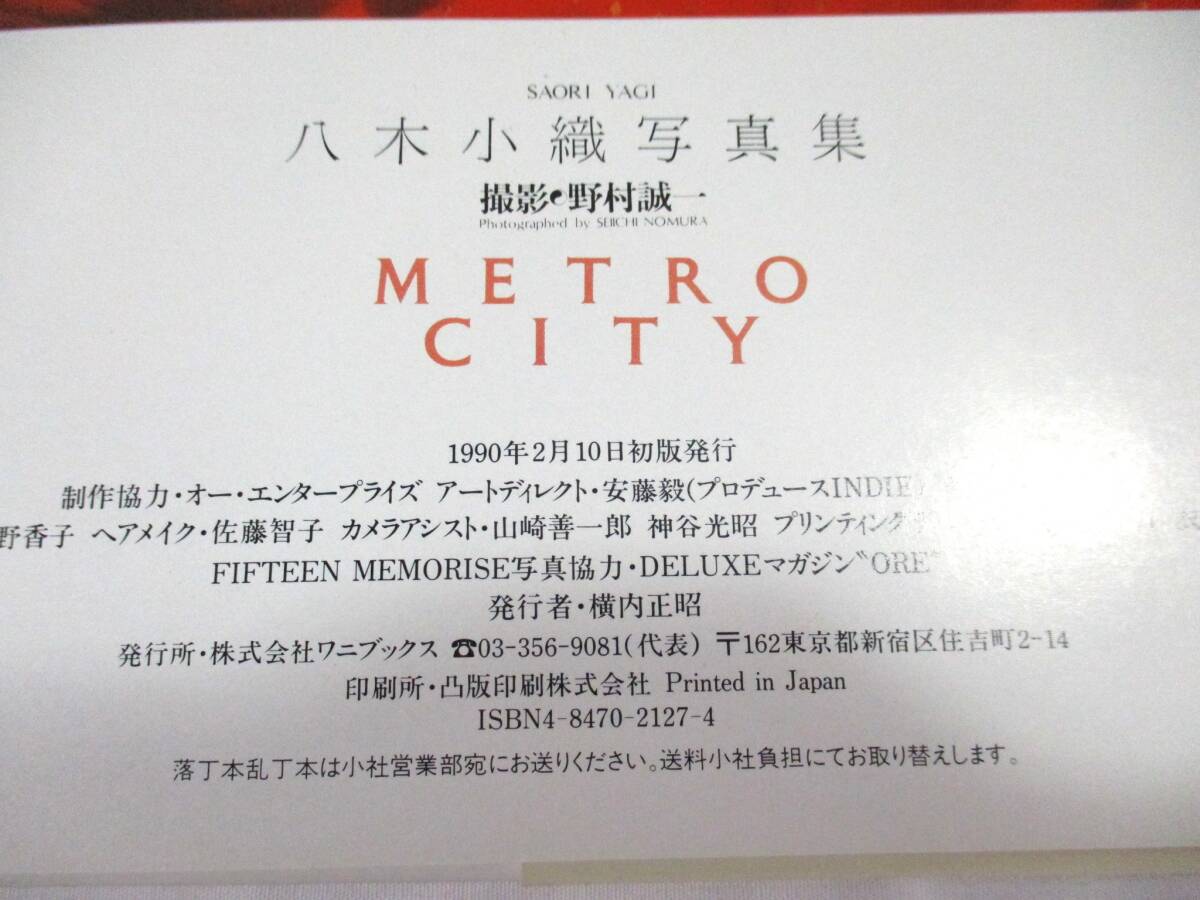 SAORI YAGI
八木小織写真集
撮影●野村誠一
Photographed by SEIICHI NOMURA
METRO
CITY
1990年2月10日初版発行
制作協力・オー・エンタープライズ アートディレクト・安藤毅(プロデュースINDIE)
野香子 ヘアメイク・佐藤智子 カメラアシスト・山崎善一郎 神谷光昭 プリンティング
FIFTEEN MEMORISE写真協力・DELUXEマガジン〝ORE〟
発行者・横内正昭
発行所・株式会社ワニブックス ☎03-356-9081(代表) 〒162東京都新宿区住吉町2-14
印刷所・凸版印刷株式会社 Printed in Japan
ISBN4-8470-2127-4
落丁本乱丁本は小社営業部宛にお送りください。送料小社負担にてお取り替えします。